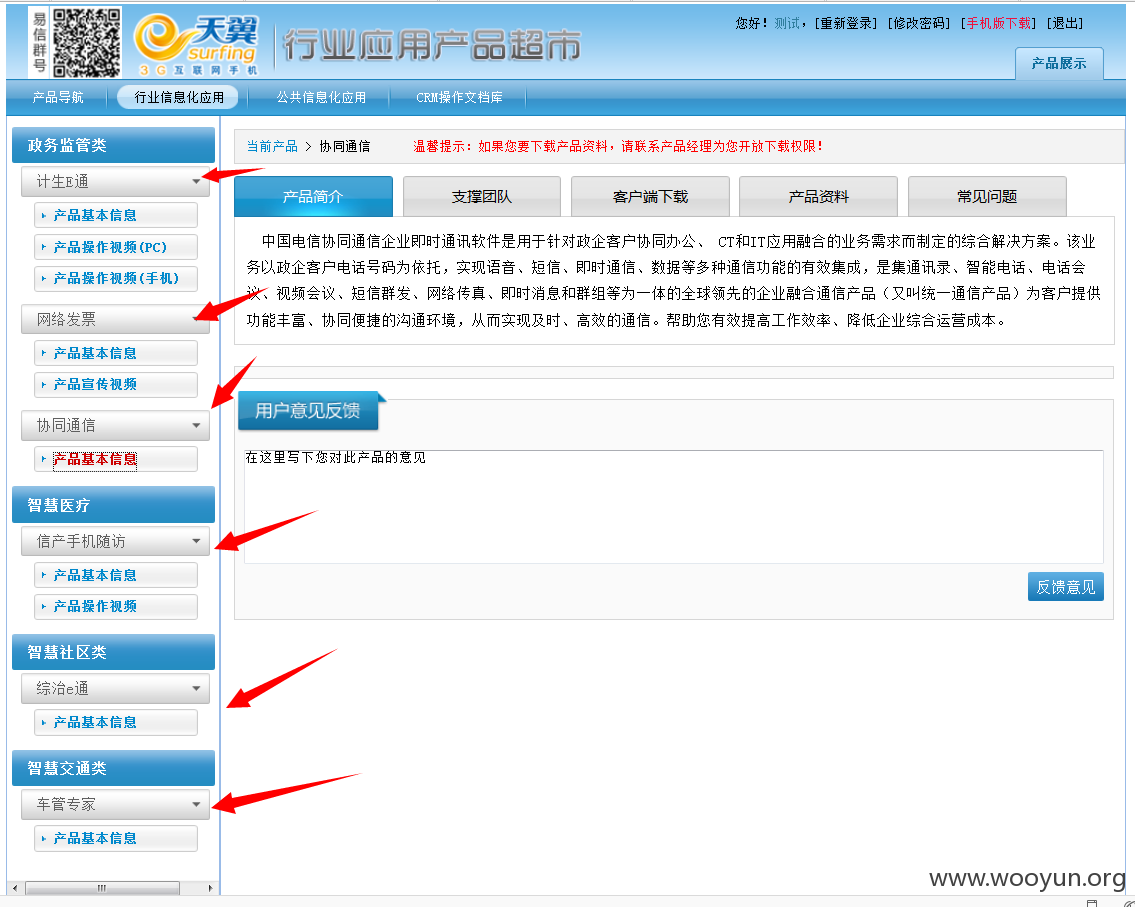 易信群号
天翼
surfing
3G互联网手机
行业应用产品超市
您好！测试，[重新登录] [修改密码] [手机版下载] [退出]
产品展示
产品导航
行业信息化应用
公共信息化应用
CRM操作文档库
政务监管类
计生E通
产品基本信息
产品操作视频(PC)
产品操作视频(手机)
网络发票
产品基本信息
产品宣传视频
协同通信
产品基本信息
智慧医疗
信产手机随访
产品基本信息
产品操作视频
智慧社区类
综治e通
产品基本信息
智慧交通类
车管专家
产品基本信息
当前产品 > 协同通信
温馨提示：如果您要下载产品资料，请联系产品经理为您开放下载权限！
产品简介
支撑团队
客户端下载
产品资料
常见问题
中国电信协同通信企业即时通讯软件是用于针对政企客户协同办公、 CT和IT应用融合的业务需求而制定的综合解决方案。该业
务以政企客户电话号码为依托，实现语音、短信、即时通信、数据等多种通信功能的有效集成，是集通讯录、智能电话、电话会
议、视频会议、短信群发、网络传真、即时消息和群组等为一体的全球领先的企业融合通信产品（又叫统一通信产品）为客户提供
功能丰富、协同便捷的沟通环境，从而实现及时、高效的通信。帮助您有效提高工作效率、降低企业综合运营成本。
用户意见反馈
在这里写下您对此产品的意见
反馈意见
www.wooyun.org